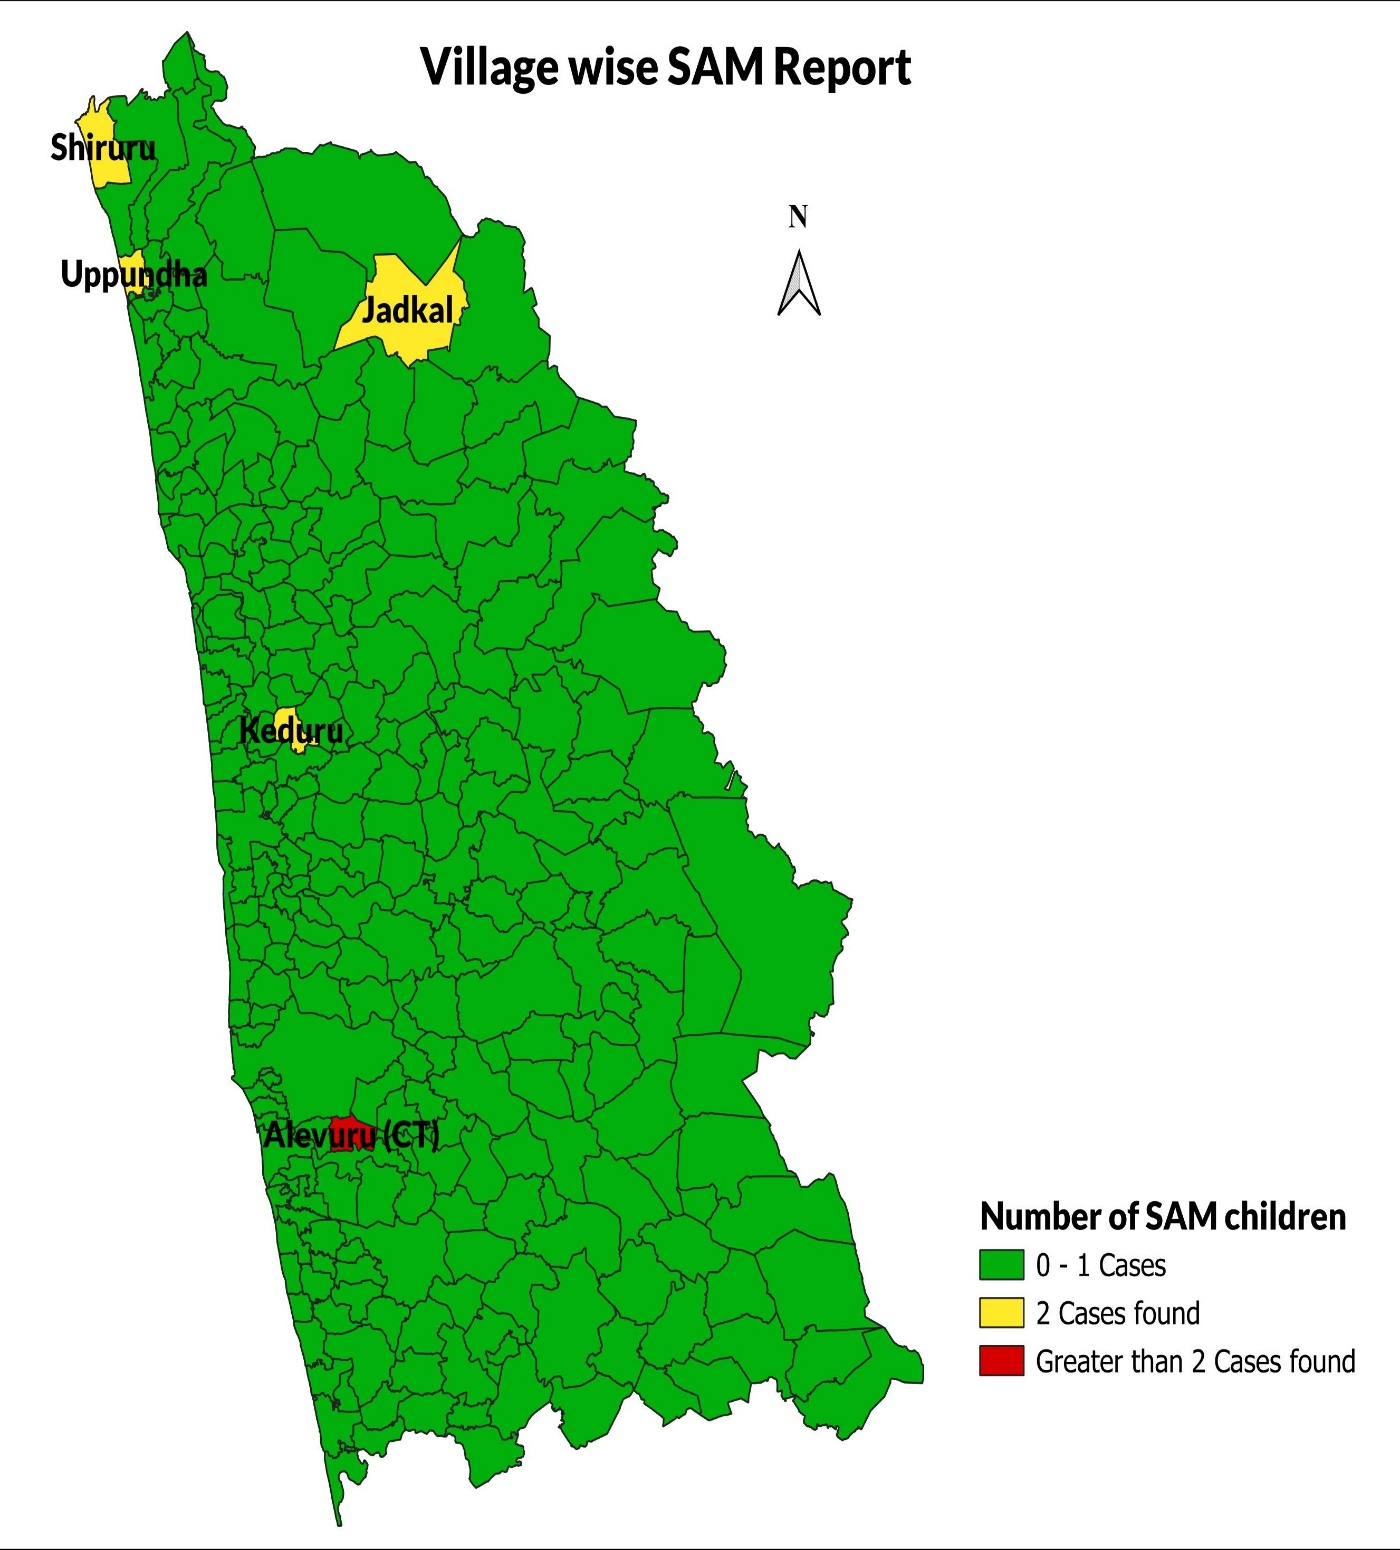 Village wise SAM Report
Shiruru
N
Uppundha
Jadkal
Keduru
Alevuru (CT)
Number of SAM children
0 - 1 Cases
2 Cases found
Greater than 2 Cases found